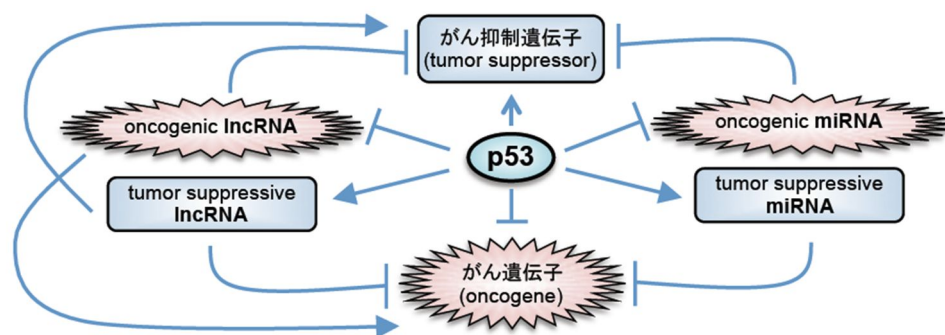 がん抑制遺伝子
(tumor suppressor)
oncogenic lncRNA
oncogenic miRNA
p53
tumor suppressive
lncRNA
tumor suppressive
miRNA
がん遺伝子
(oncogene)